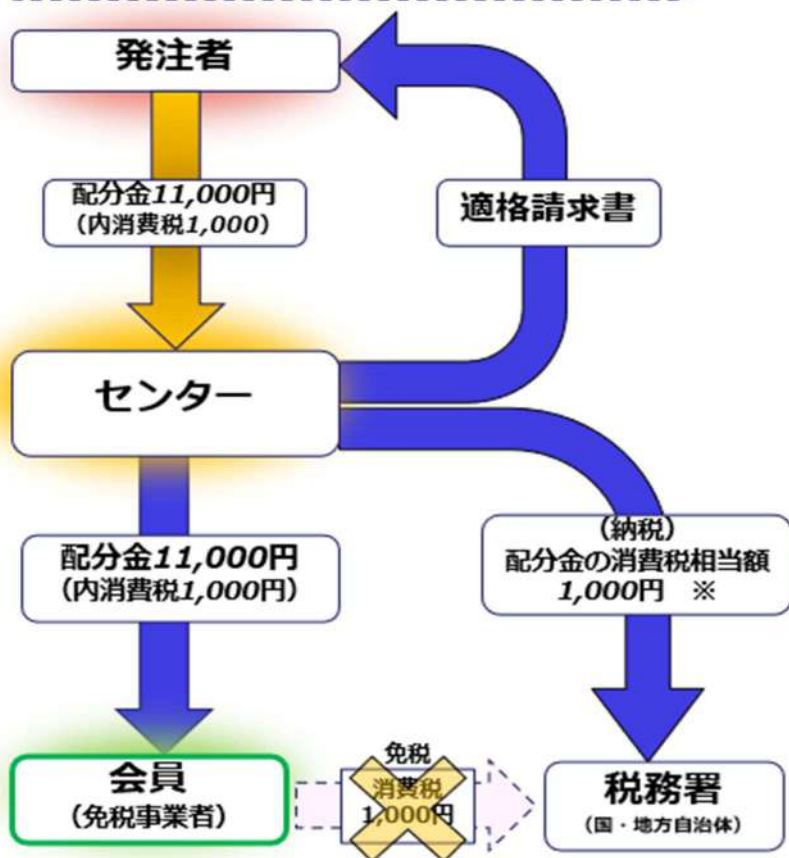 発注者
配分金11,000円
（内消費税1,000）
適格請求書
センター
配分金11,000円
（内消費税1,000円）
（納税）
配分金の消費税相当額
1,000円　※
会員
（免税事業者）
免税
消費税
1,000円
税務署
（国・地方自治体）